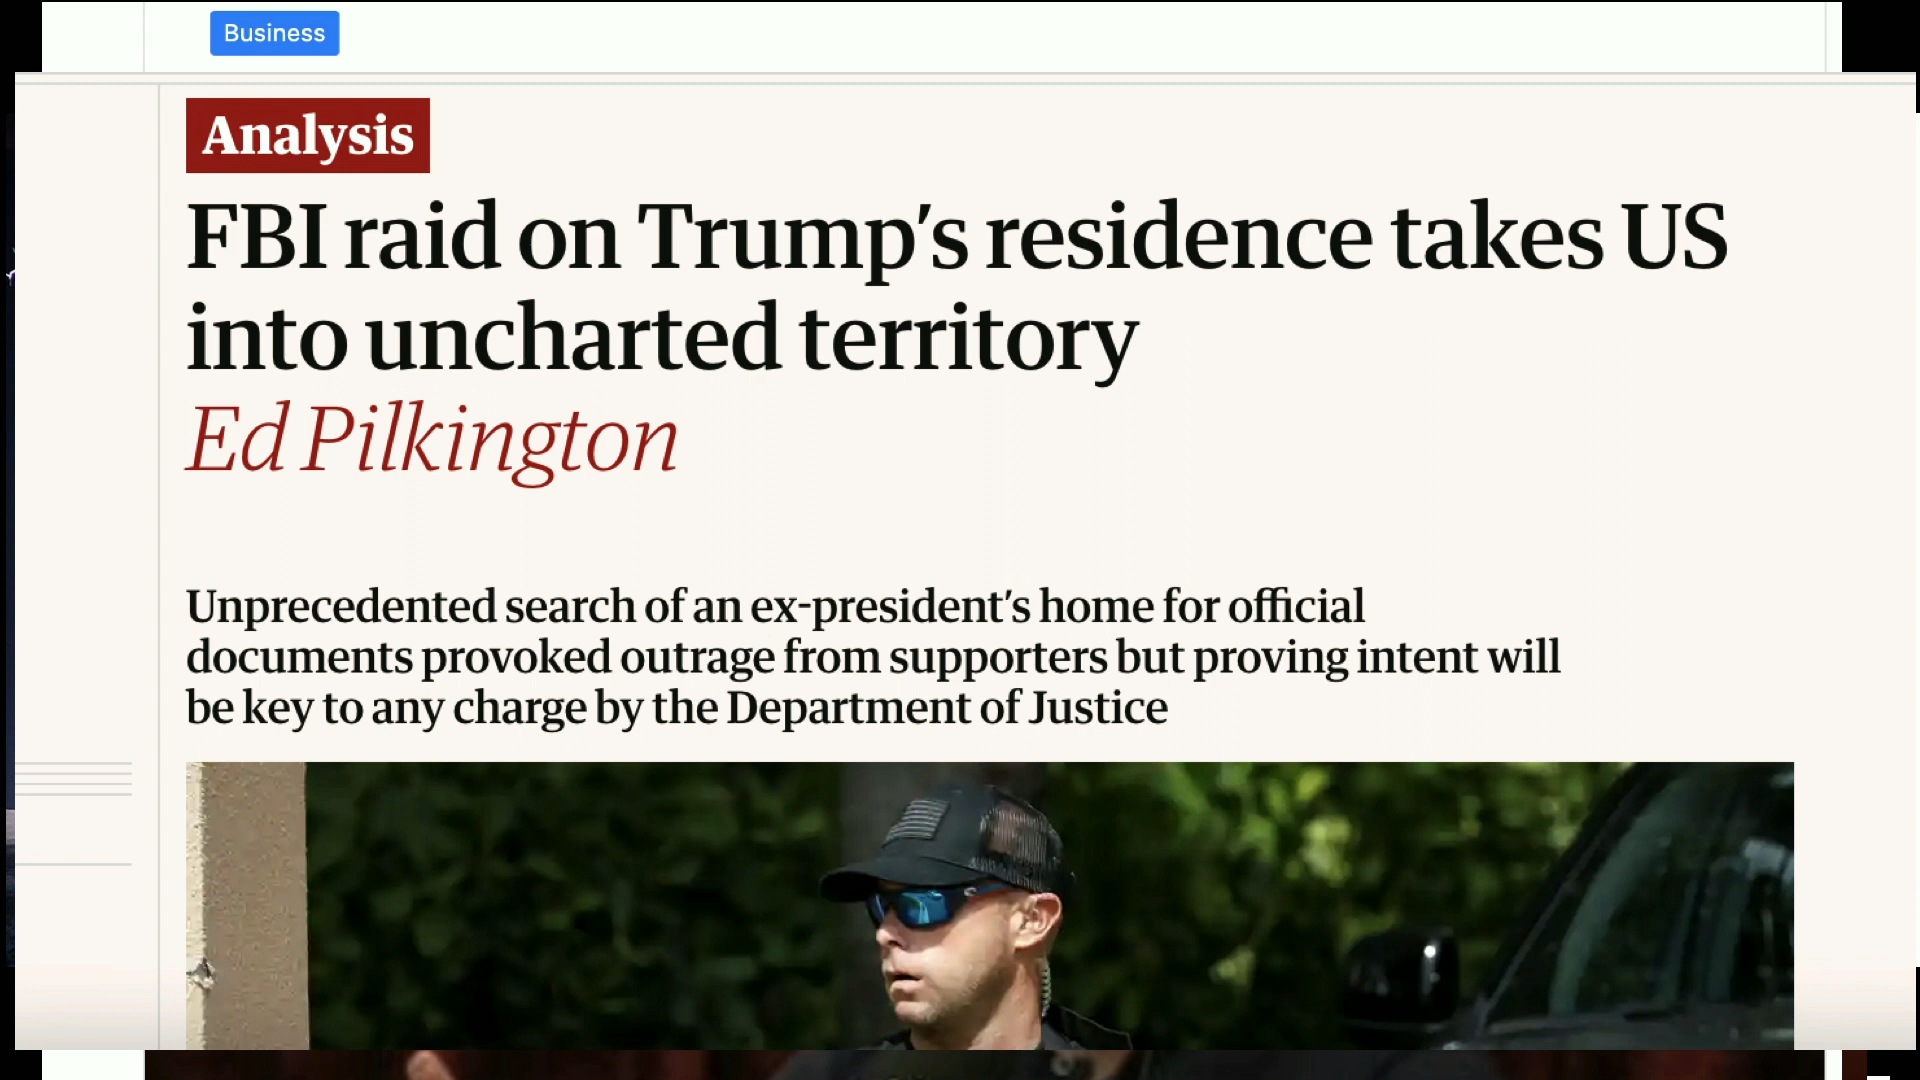 Business
Analysis
FBI raid on Trump’s residence takes US
into uncharted territory
Ed Pilkington
Unprecedented search of an ex-president’s home for official
documents provoked outrage from supporters but proving intent will
be key to any charge by the Department of Justice